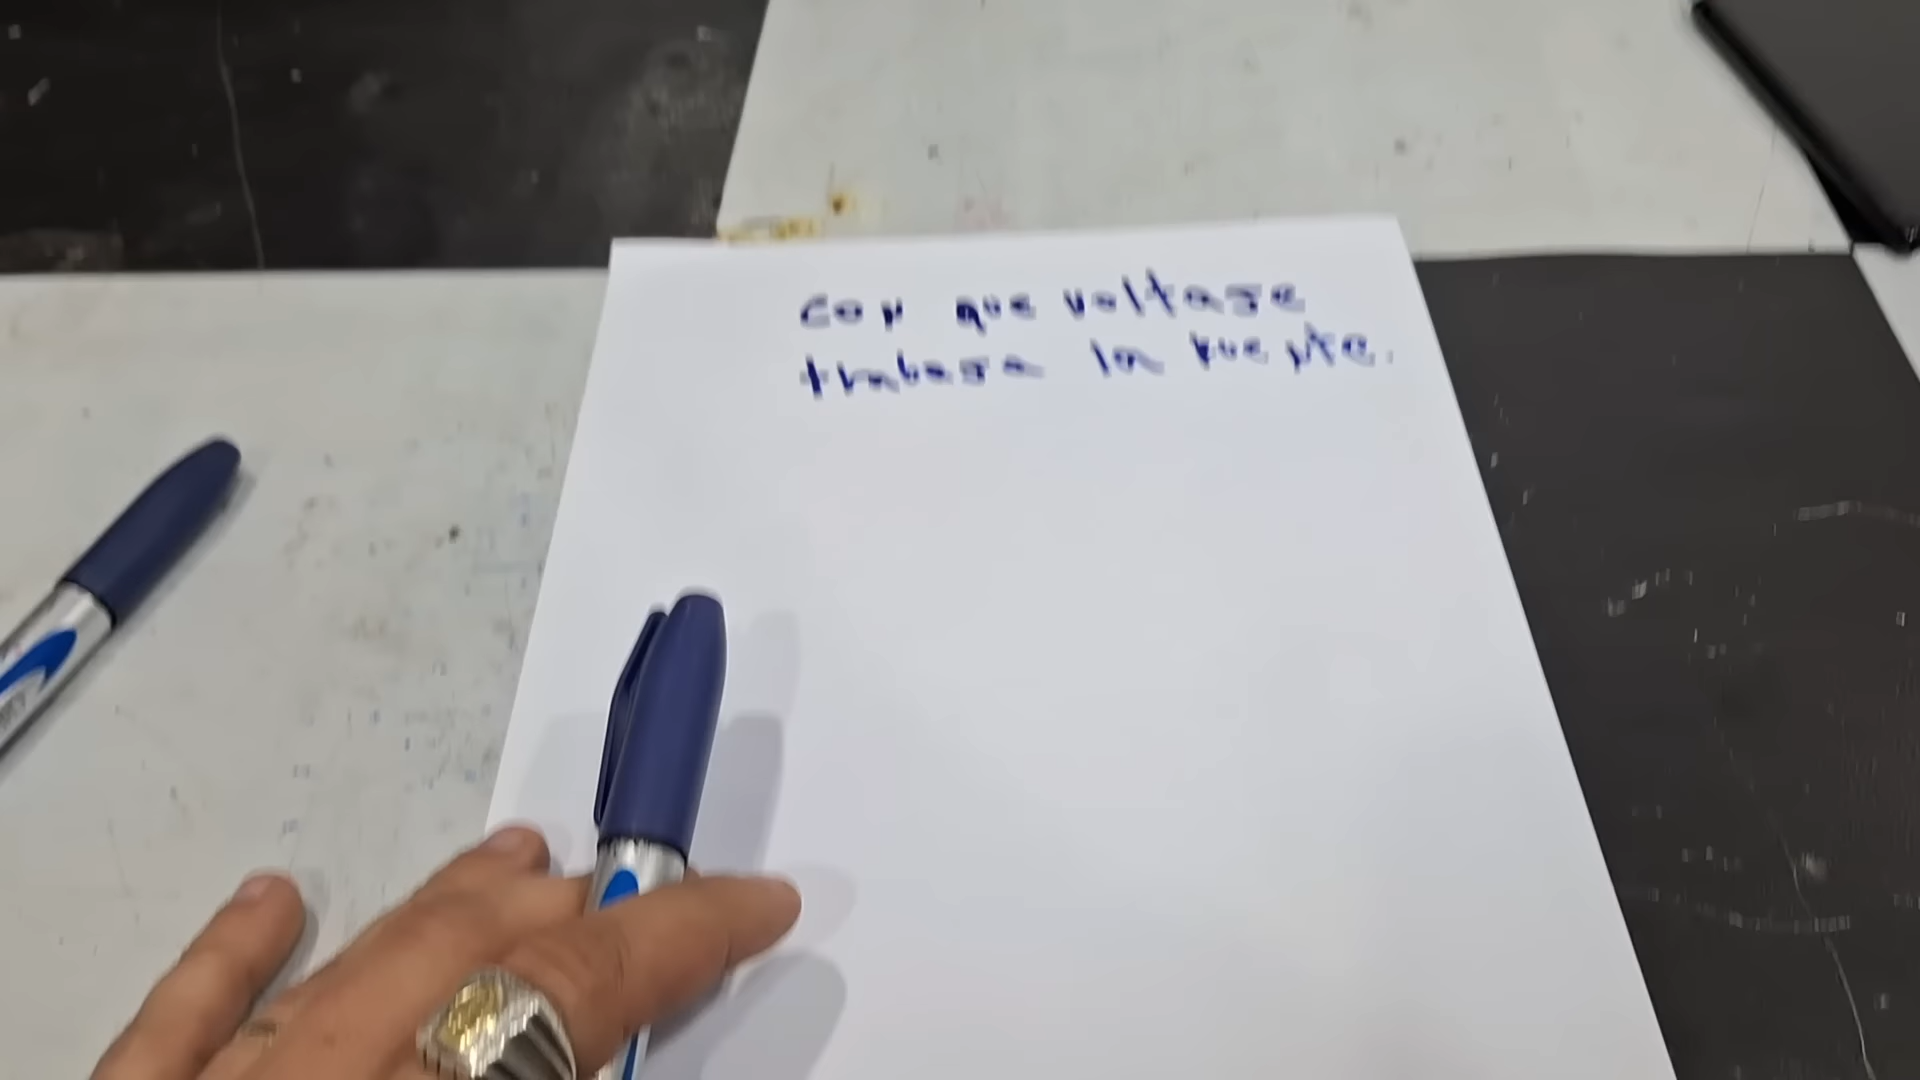 con que voltaje
trabaja la fuente.